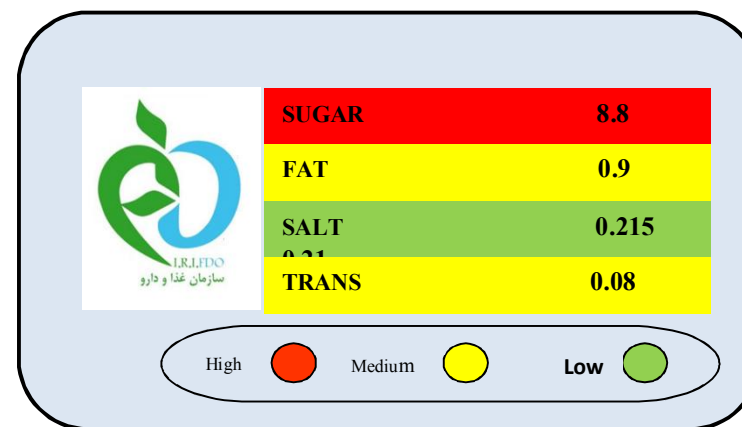 SUGAR 8.8
FAT 0.9
SALT 0.215
TRANS 0.08
I.R.I.FDO
سازمان غذا و دارو
High Medium Low